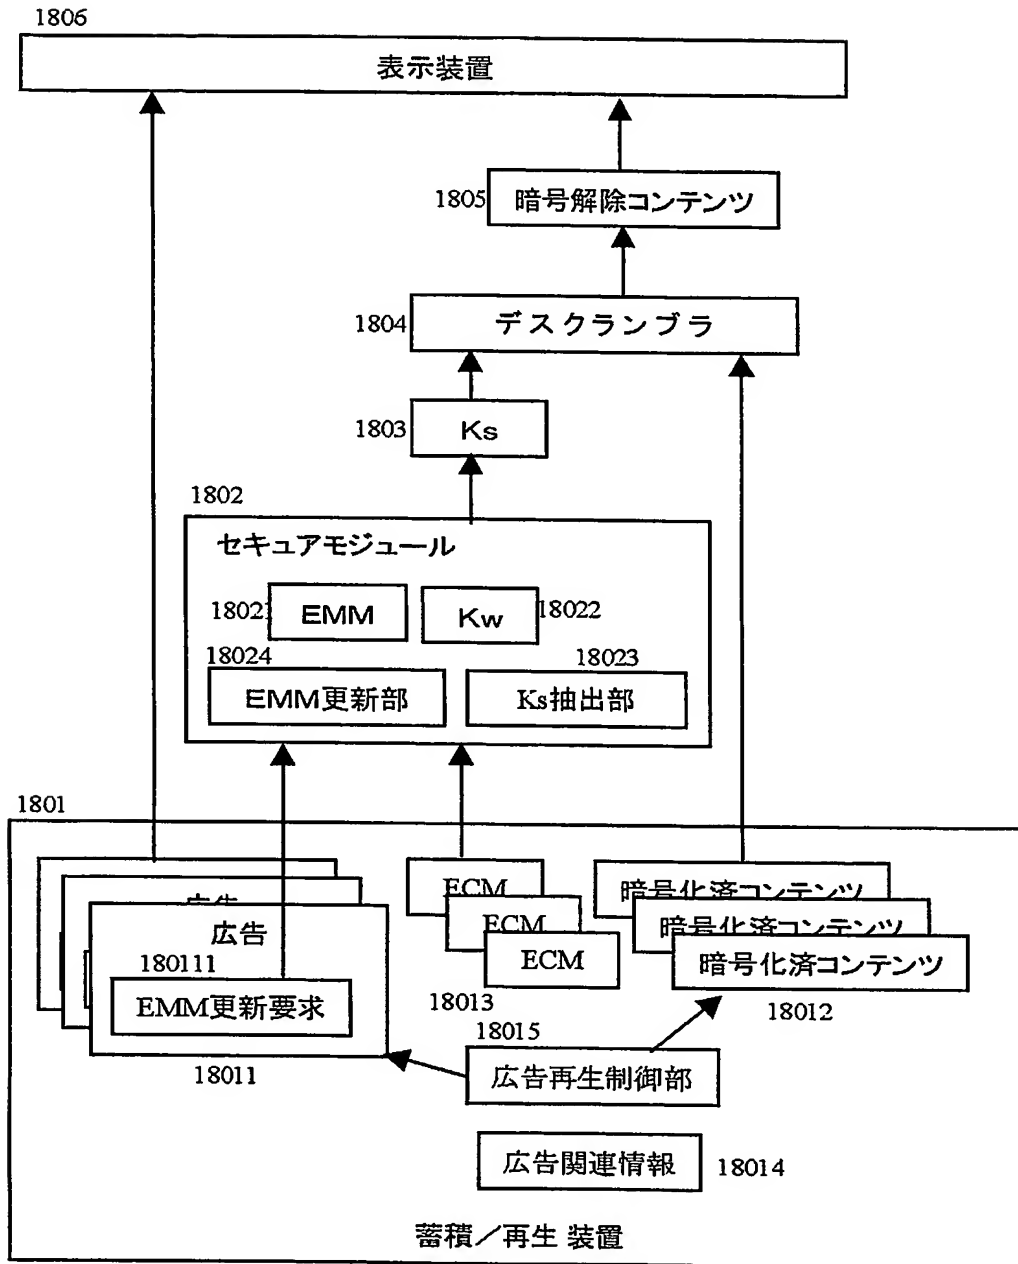 1806
表示装置
1805
暗号解除コンテンツ
1804
デスクランブラ
1803
Ks
1802
セキュアモジュール
18021
EMM
Kw
18022
18024
18023
EMM更新部
Ks抽出部
1801
広告
広告
180111
EMM更新要求
18011
ECM
ECM
ECM
18013
暗号化済コンテンツ
暗号化済コンテンツ
暗号化済コンテンツ
18012
18015
広告再生制御部
広告関連情報
18014
蓄積/再生 装置